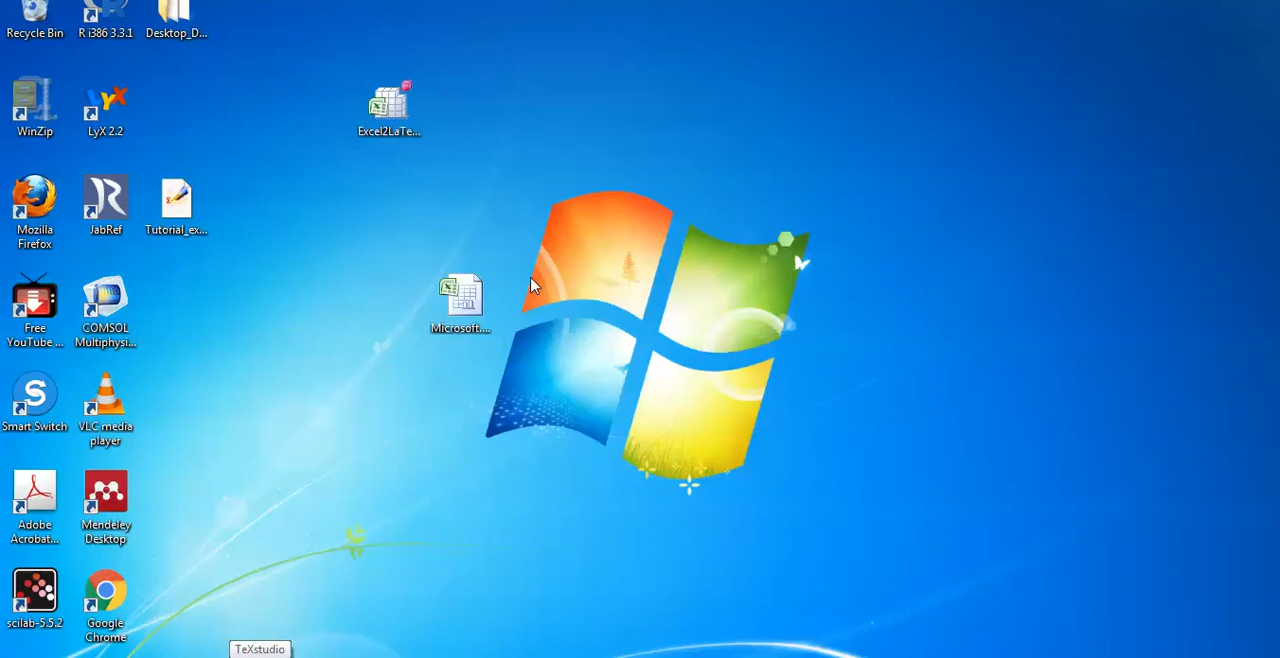 Recycle Bin
R i386 3.3.1
Desktop_D...
WinZip
LyX 2.2
Excel2LaTe...
Mozilla
Firefox
JabRef
Tutorial_ex...
Free
YouTube ...
COMSOL
Multiphysi...
Microsoft....
Smart Switch
VLC media
player
Adobe
Acrobat...
Mendeley
Desktop
scilab-5.5.2
Google
Chrome
TeXstudio